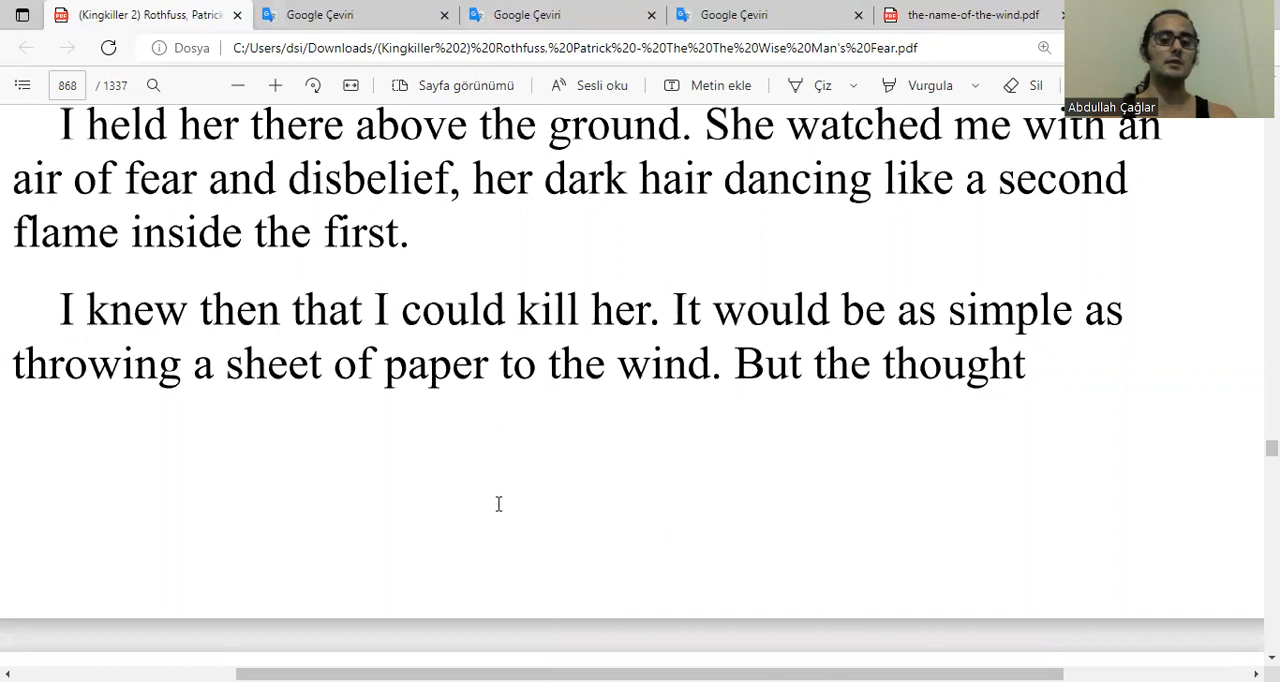 (Kingkiller 2) Rothfuss, Patrick
Google Çeviri
Google Çeviri
Google Çeviri
the-name-of-the-wind.pdf
Dosya
C:/Users/dsi/Downloads/(Kingkiller%202)%20Rothfuss,%20Patrick%20-%20The%20The%20Wise%20Man's%20Fear.pdf
868 / 1337
Sayfa görünümü
Sesli oku
Metin ekle
Çiz
Vurgula
Sil
Abdullah Çağlar
I held her there above the ground. She watched me with an
air of fear and disbelief, her dark hair dancing like a second
flame inside the first.
I knew then that I could kill her. It would be as simple as
throwing a sheet of paper to the wind. But the thought